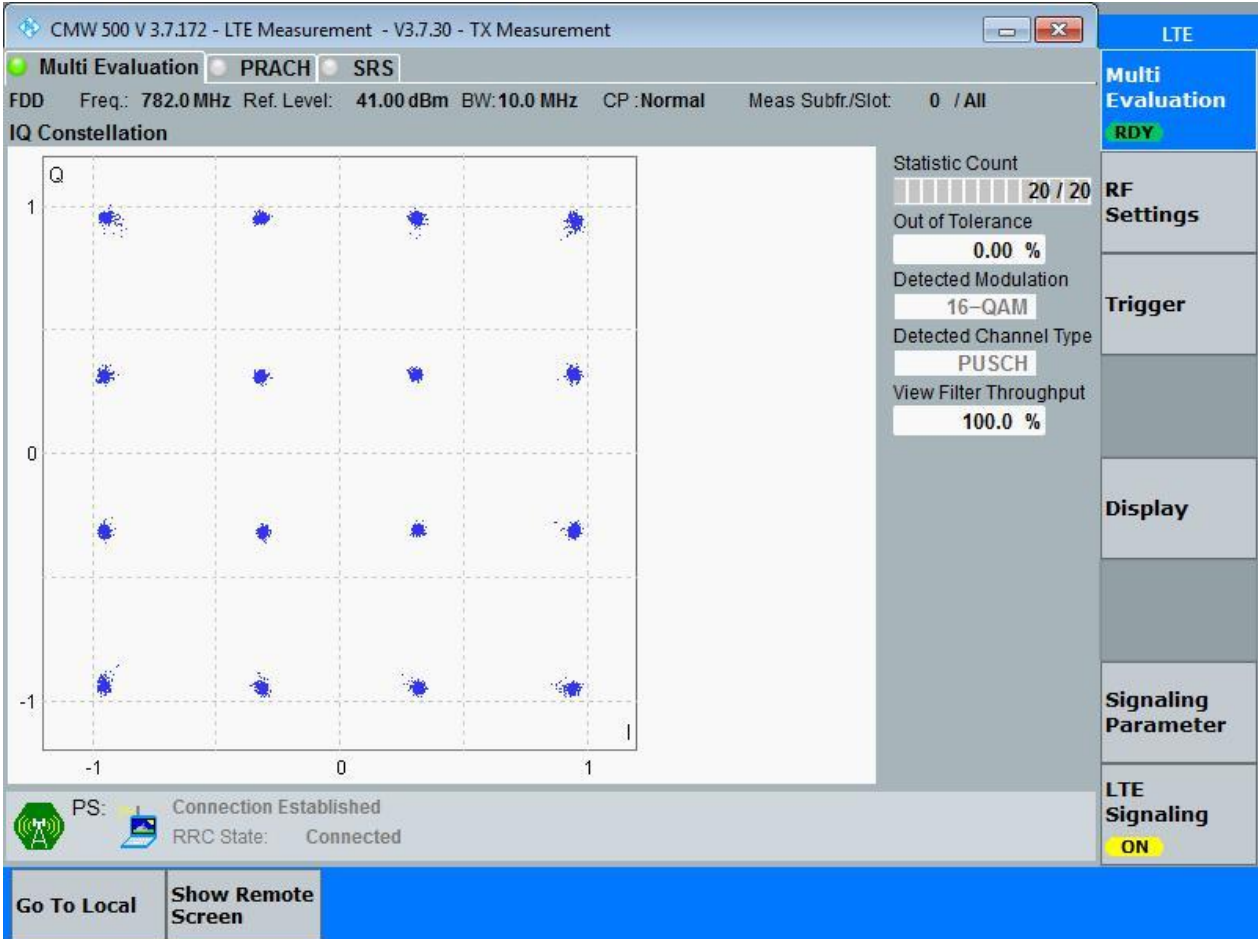 CMW 500 V 3.7.172 - LTE Measurement - V3.7.30 - TX Measurement
Multi Evaluation PRACH SRS
FDD Freq.: 782.0 MHz Ref. Level: 41.00 dBm BW: 10.0 MHz CP : Normal Meas Subfr./Slot: 0 / All
IQ Constellation
Q
1
0
-1
I
-1 0 1
Statistic Count
20 / 20
Out of Tolerance
0.00 %
Detected Modulation
16-QAM
Detected Channel Type
PUSCH
View Filter Throughput
100.0 %
PS: Connection Established
RRC State: Connected
LTE
Multi
Evaluation
RDY
RF
Settings
Trigger
Display
Signaling
Parameter
LTE
Signaling
ON
Go To Local
Show Remote
Screen